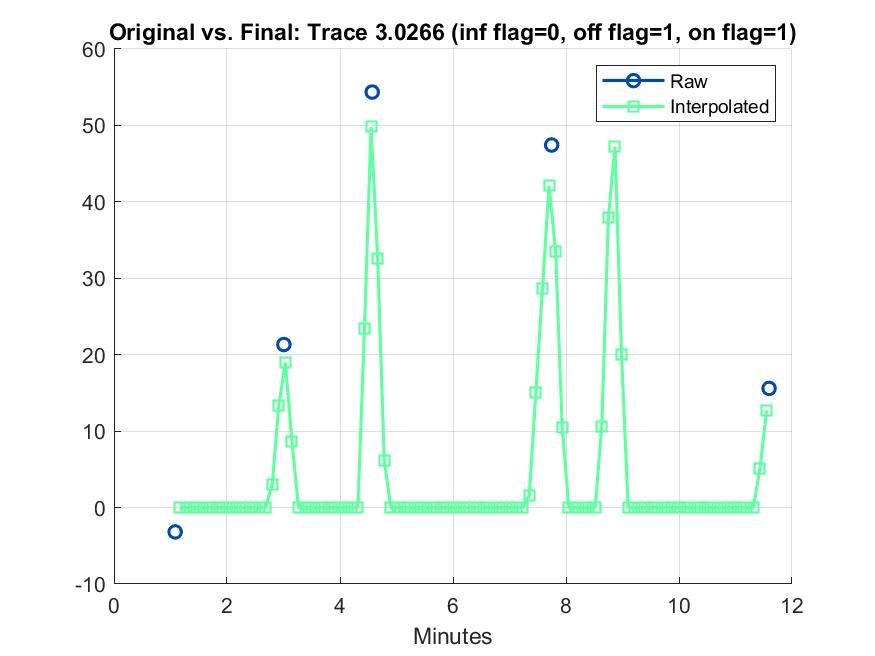 Original vs. Final: Trace 3.0266 (inf flag=0, off flag=1, on flag=1)
60
50
40
30
20
10
0
-10
Raw
Interpolated
0 2 4 6 8 10 12
Minutes